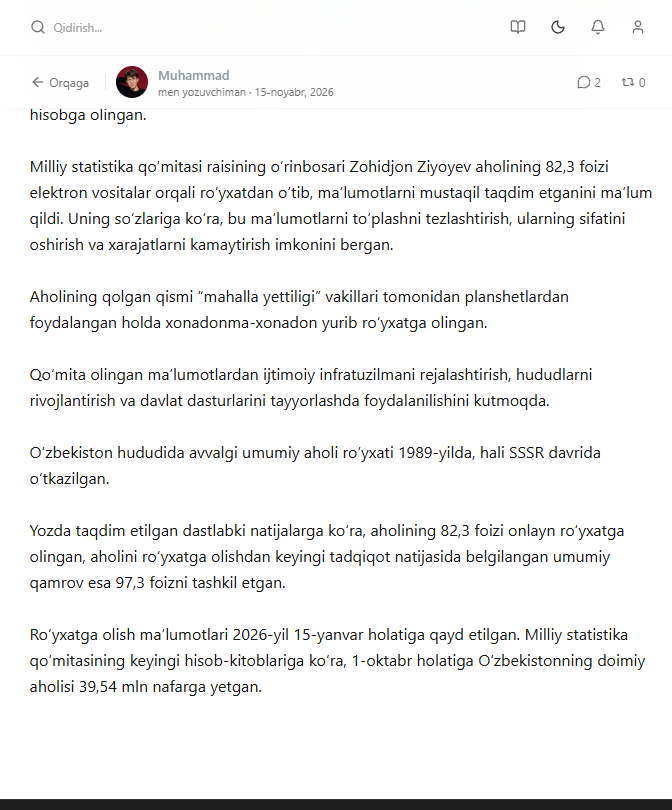 Qidirish...
Orqaga
Muhammad
men yozuvchiman · 15-noyabr, 2026
2
0
hisobga olingan.
Milliy statistika qoʻmitasi raisining oʻrinbosari Zohidjon Ziyoyev aholining 82,3 foizi
elektron vositalar orqali roʻyxatdan oʻtib, maʼlumotlarni mustaqil taqdim etganini maʼlum
qildi. Uning soʻzlariga koʻra, bu maʼlumotlarni toʻplashni tezlashtirish, ularning sifatini
oshirish va xarajatlarni kamaytirish imkonini bergan.
Aholining qolgan qismi “mahalla yettiligi” vakillari tomonidan planshetlardan
foydalangan holda xonadonma-xonadon yurib roʻyxatga olingan.
Qoʻmita olingan maʼlumotlardan ijtimoiy infratuzilmani rejalashtirish, hududlarni
rivojlantirish va davlat dasturlarini tayyorlashda foydalanilishini kutmoqda.
Oʻzbekiston hududida avvalgi umumiy aholi roʻyxati 1989-yilda, hali SSSR davrida
oʻtkazilgan.
Yozda taqdim etilgan dastlabki natijalarga koʻra, aholining 82,3 foizi onlayn roʻyxatga
olingan, aholini roʻyxatga olishdan keyingi tadqiqot natijasida belgilangan umumiy
qamrov esa 97,3 foizni tashkil etgan.
Roʻyxatga olish maʼlumotlari 2026-yil 15-yanvar holatiga qayd etilgan. Milliy statistika
qoʻmitasining keyingi hisob-kitoblariga koʻra, 1-oktabr holatiga Oʻzbekistonning doimiy
aholisi 39,54 mln nafarga yetgan.